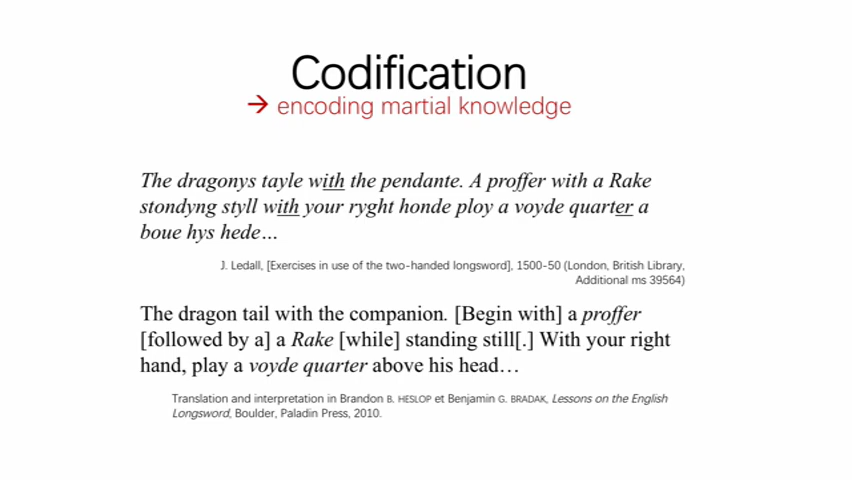 Codification
→ encoding martial knowledge
The dragonys tayle with the pendante. A proffer with a Rake
stondyng styll with your ryght honde ploy a voyde quarter a
boue hys hede…
J. Ledall, [Exercises in use of the two-handed longsword], 1500-50 (London, British Library,
Additional ms 39564)
The dragon tail with the companion. [Begin with] a proffer
[followed by a] a Rake [while] standing still[.] With your right
hand, play a voyde quarter above his head…
Translation and interpretation in Brandon B. HESLOP et Benjamin G. BRADAK, Lessons on the English
Longsword, Boulder, Paladin Press, 2010.